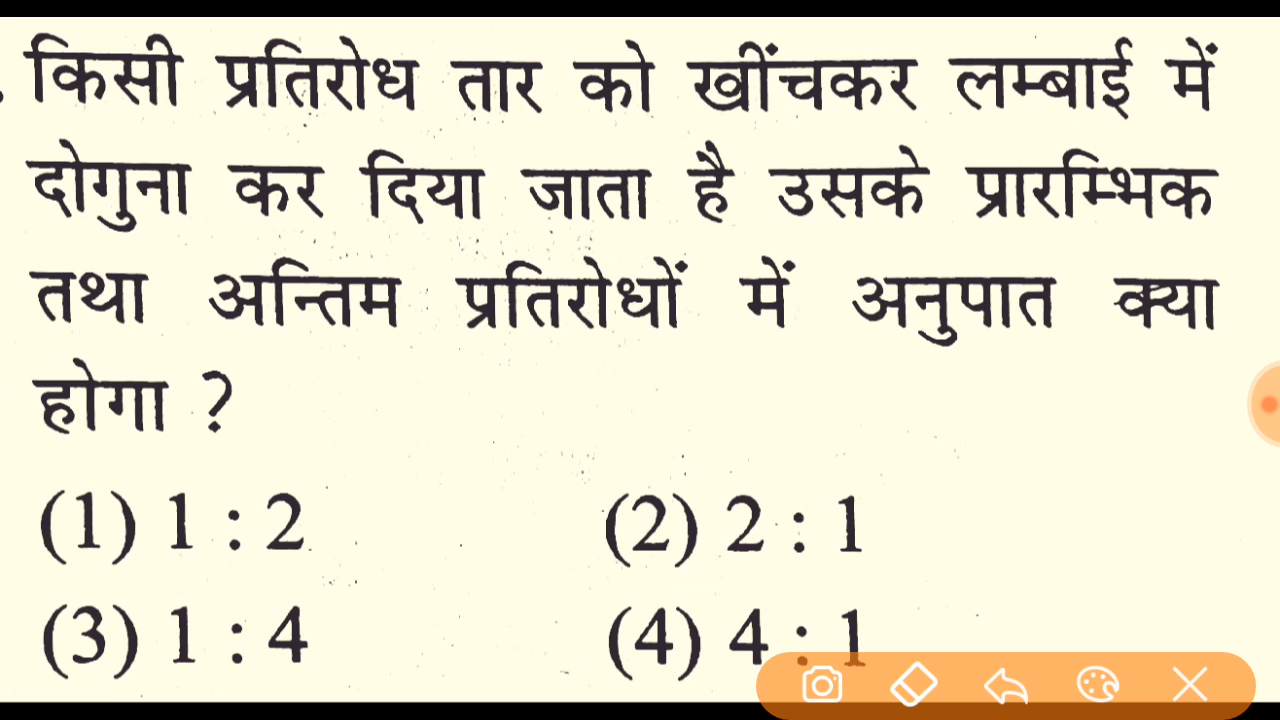 किसी प्रतिरोध तार को खींचकर लम्बाई में
दोगुना कर दिया जाता है उसके प्रारम्भिक
तथा अन्तिम प्रतिरोधों में अनुपात क्या
होगा ?
(1) 1 : 2 (2) 2 : 1
(3) 1 : 4 (4) 4 : 1